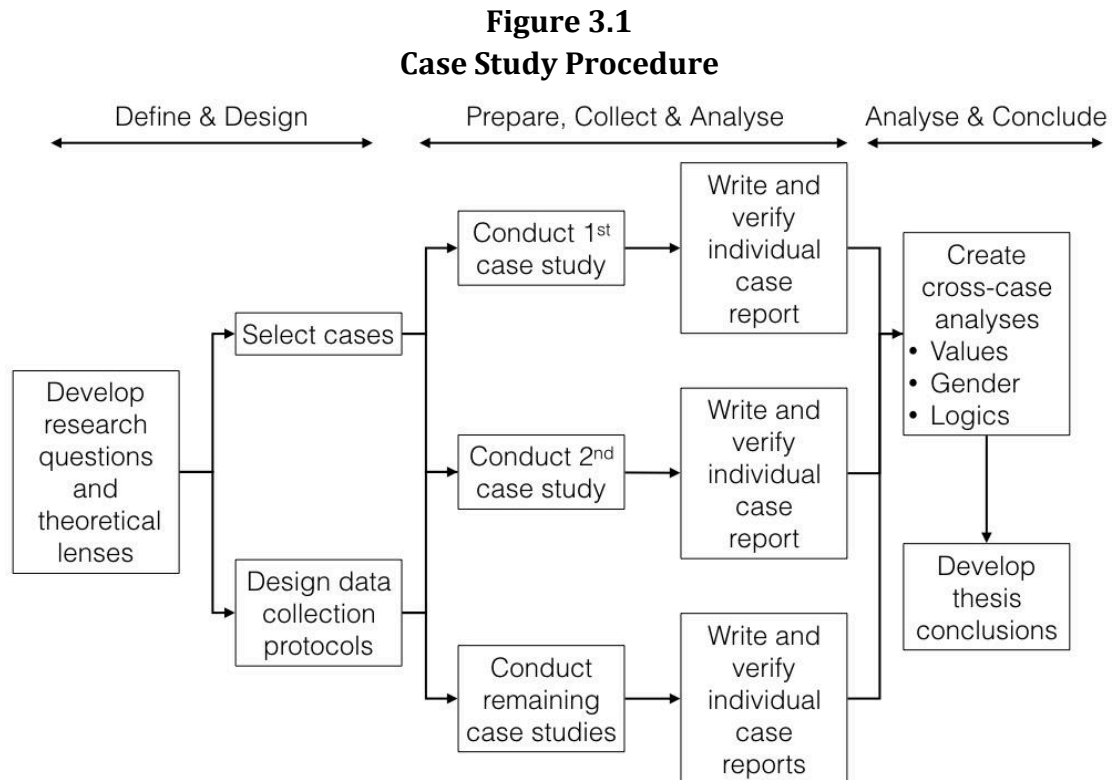 Figure 3.1
Case Study Procedure
Define & Design
Prepare, Collect & Analyse
Analyse & Conclude
Develop
research
questions
and
theoretical
lenses
Select cases
Design data
collection
protocols
Conduct 1st
case study
Write and
verify
individual
case
report
Conduct 2nd
case study
Write and
verify
individual
case
report
Conduct
remaining
case studies
Write and
verify
individual
case
reports
Create
cross-case
analyses
• Values
• Gender
• Logics
Develop
thesis
conclusions